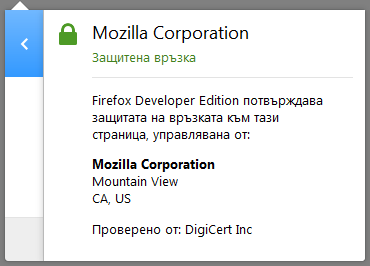 Mozilla Corporation
Защитена връзка
Firefox Developer Edition потвърждава
защитата на връзката към тази
страница, управлявана от:
Mozilla Corporation
Mountain View
CA, US
Проверено от: DigiCert Inc